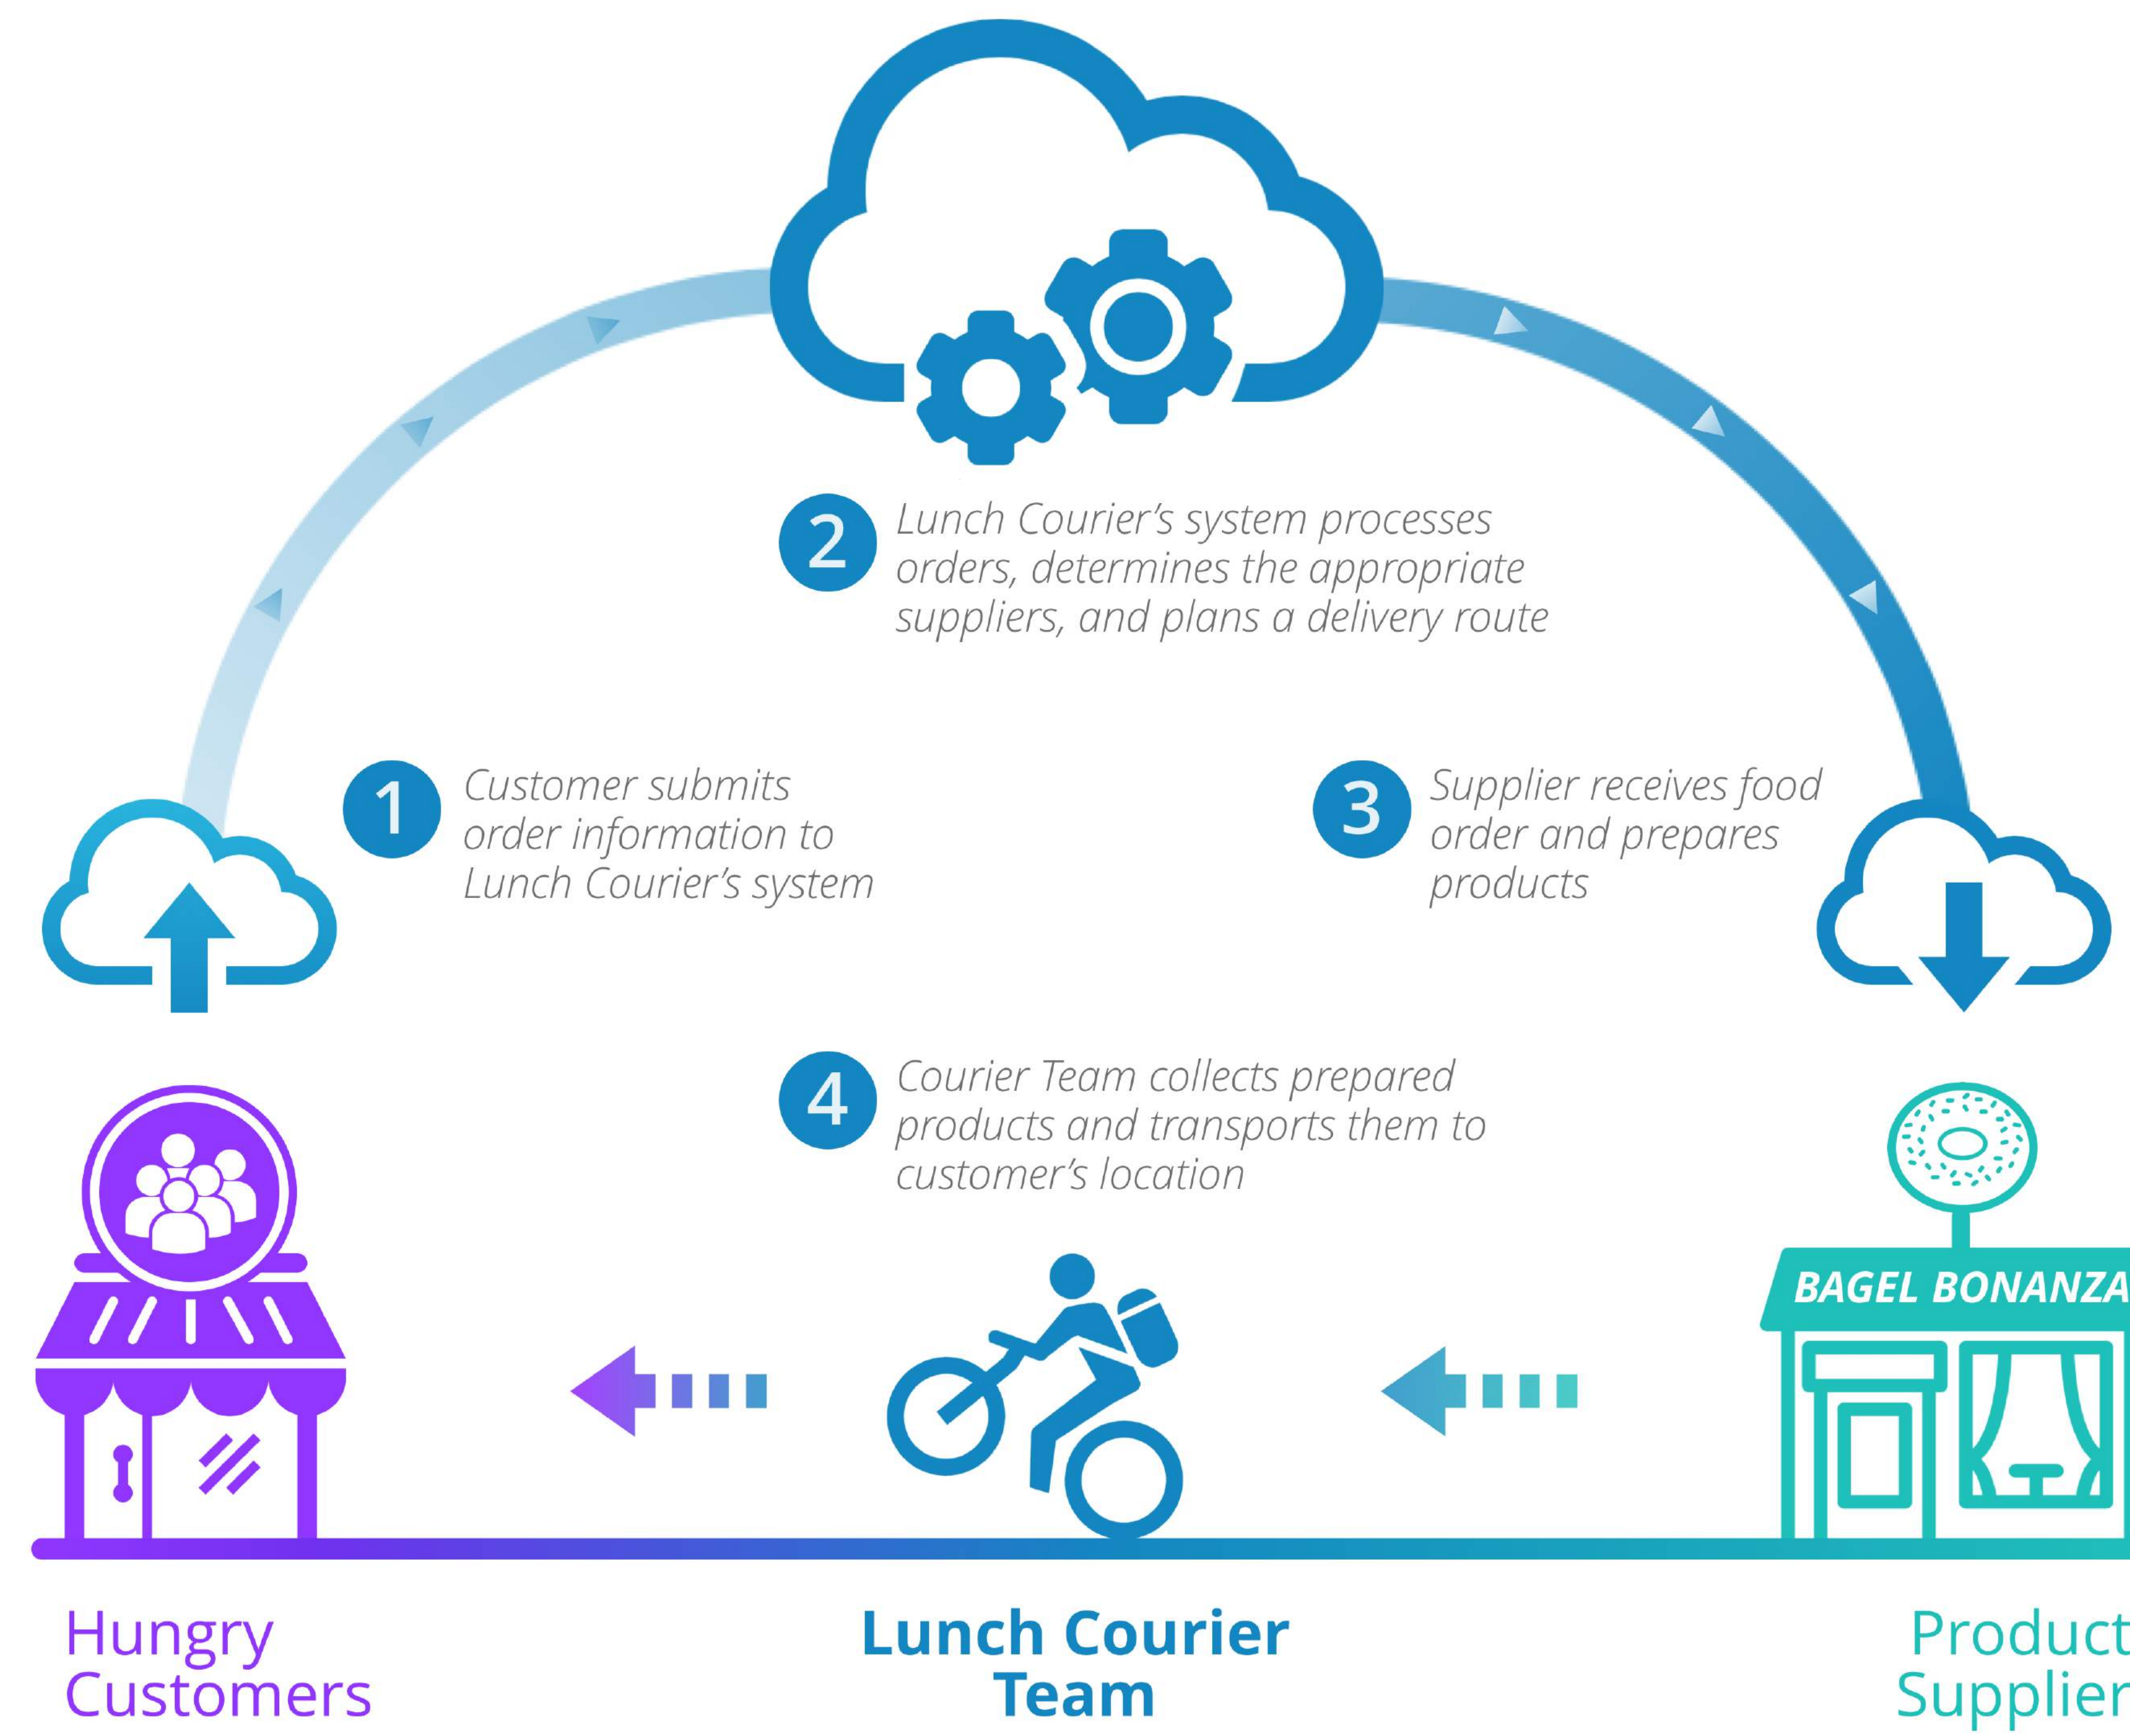 2
Lunch Courier's system processes
orders, determines the appropriate
suppliers, and plans a delivery route
1
Customer submits
order information to
Lunch Courier's system
3
Supplier receives food
order and prepares
products
4
Courier Team collects prepared
products and transports them to
customer's location
BAGEL BONANZA
Hungry
Customers
Lunch Courier
Team
Product
Supplier